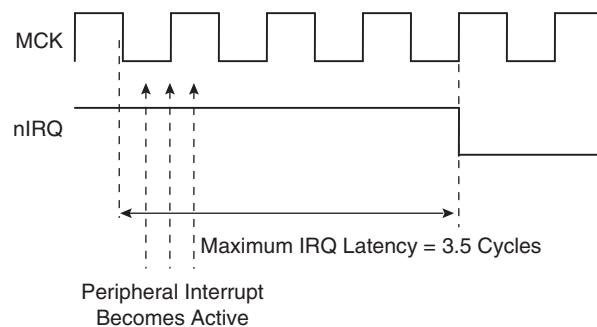 MCK
nIRQ
Maximum IRQ Latency = 3.5 Cycles
Peripheral Interrupt
Becomes Active